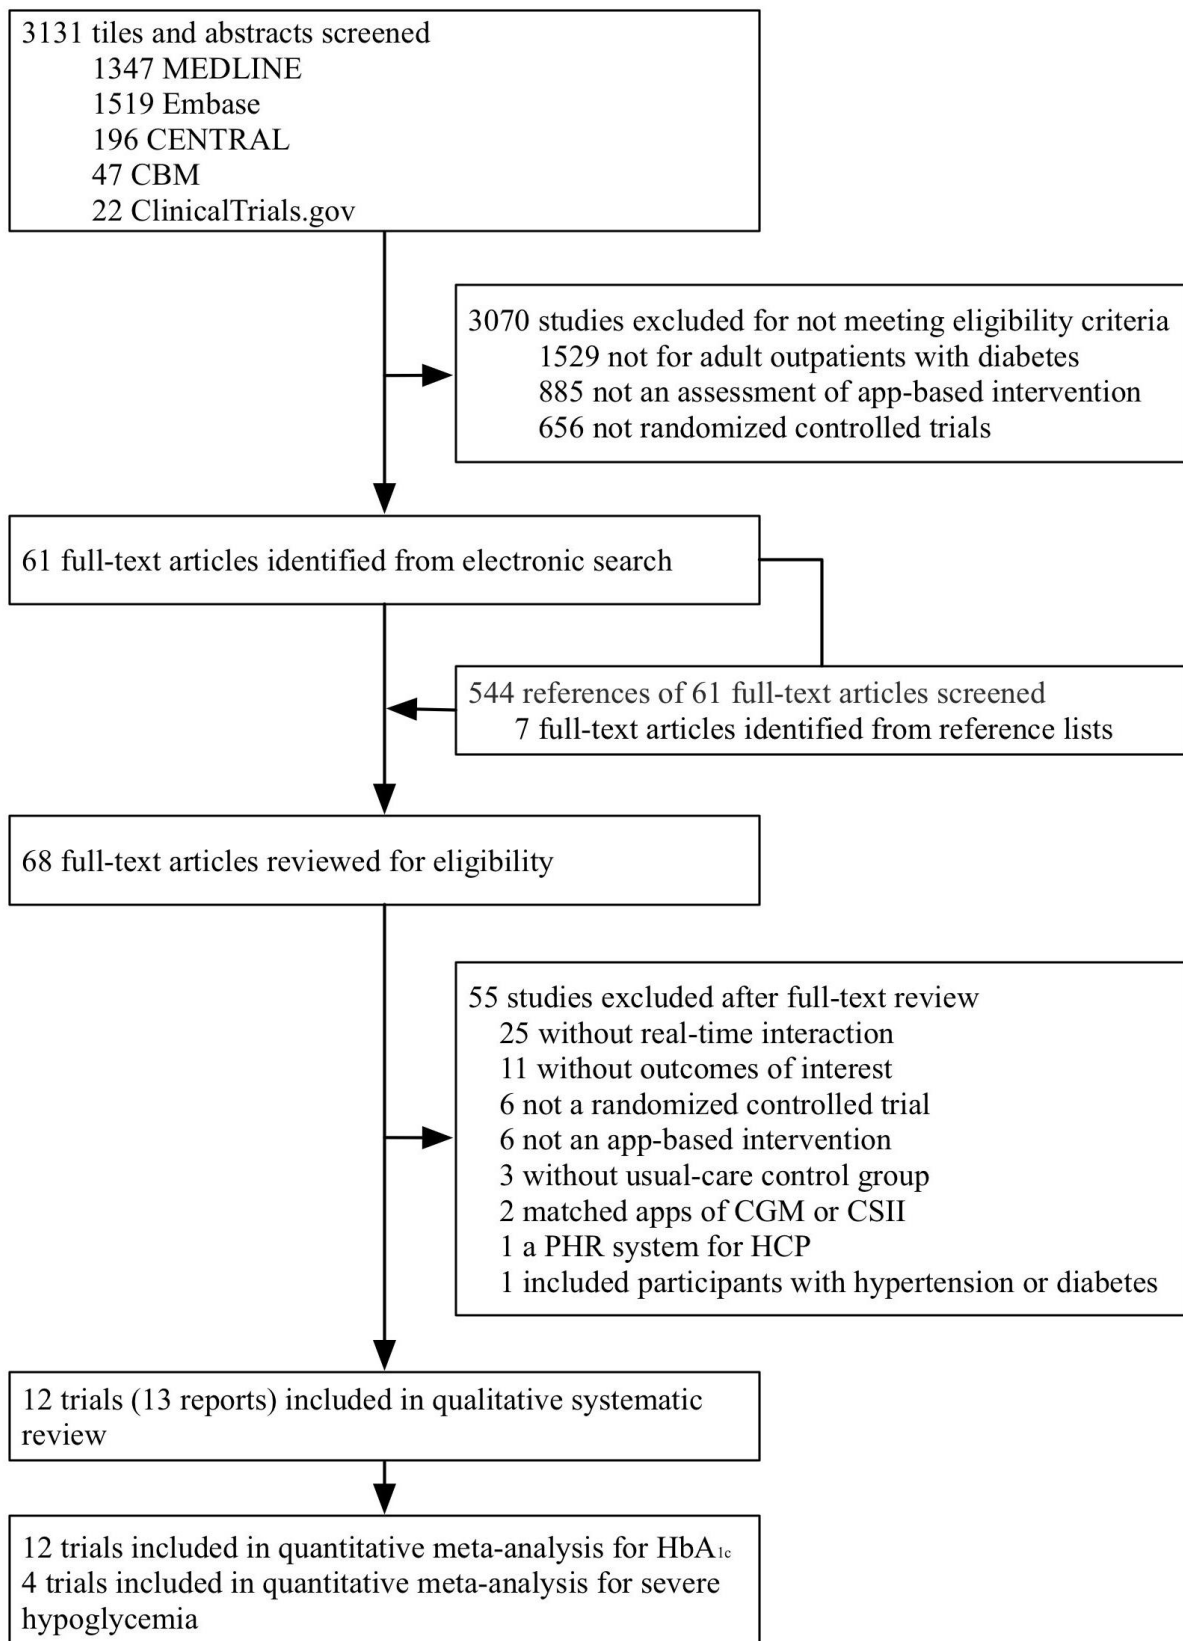 3131 tiles and abstracts screened
1347 MEDLINE
1519 Embase
196 CENTRAL
47 CBM
22 ClinicalTrials.gov
3070 studies excluded for not meeting eligibility criteria
1529 not for adult outpatients with diabetes
885 not an assessment of app-based intervention
656 not randomized controlled trials
61 full-text articles identified from electronic search
544 references of 61 full-text articles screened
7 full-text articles identified from reference lists
68 full-text articles reviewed for eligibility
55 studies excluded after full-text review
25 without real-time interaction
11 without outcomes of interest
6 not a randomized controlled trial
6 not an app-based intervention
3 without usual-care control group
2 matched apps of CGM or CSII
1 a PHR system for HCP
1 included participants with hypertension or diabetes
12 trials (13 reports) included in qualitative systematic
review
12 trials included in quantitative meta-analysis for HbA1c
4 trials included in quantitative meta-analysis for severe
hypoglycemia